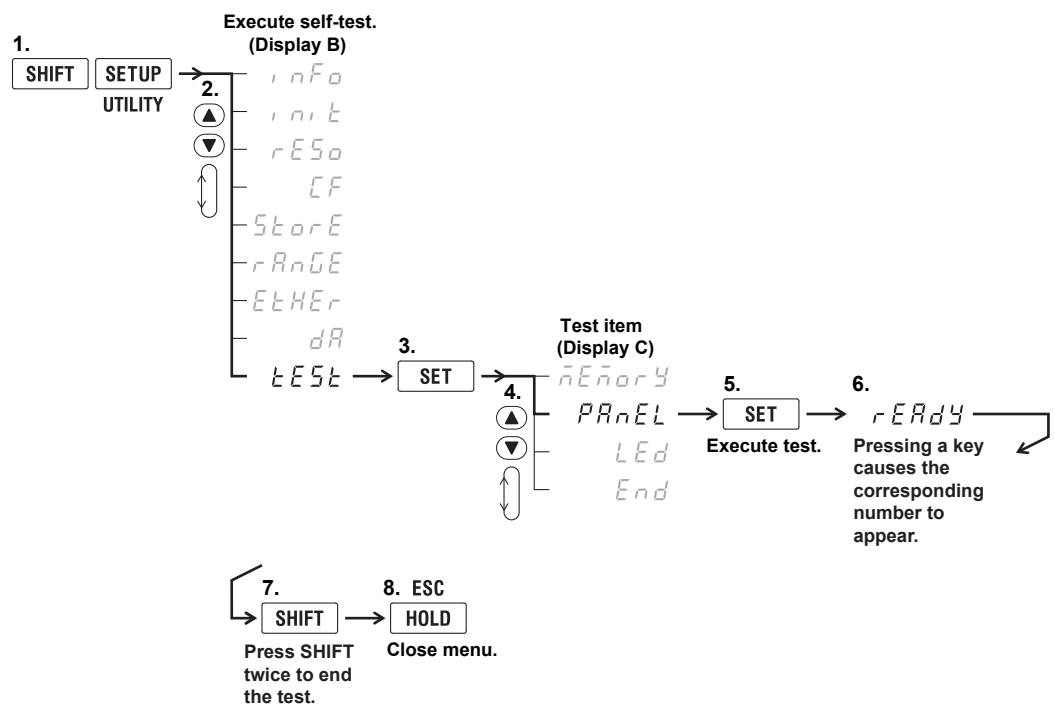 Execute self-test.
(Display B)
1.
SHIFT SETUP
UTILITY
2.
inFo
init
rESo
CF
StorE
rAnGE
EtHEr
dA
tESt
3.
SET
Test item
(Display C)
4.
mEmorY
PAnEL
LEd
End
5.
SET
Execute test.
6.
rEAdY
Pressing a key
causes the
corresponding
number to
appear.
7.
SHIFT
Press SHIFT
twice to end
the test.
8. ESC
HOLD
Close menu.